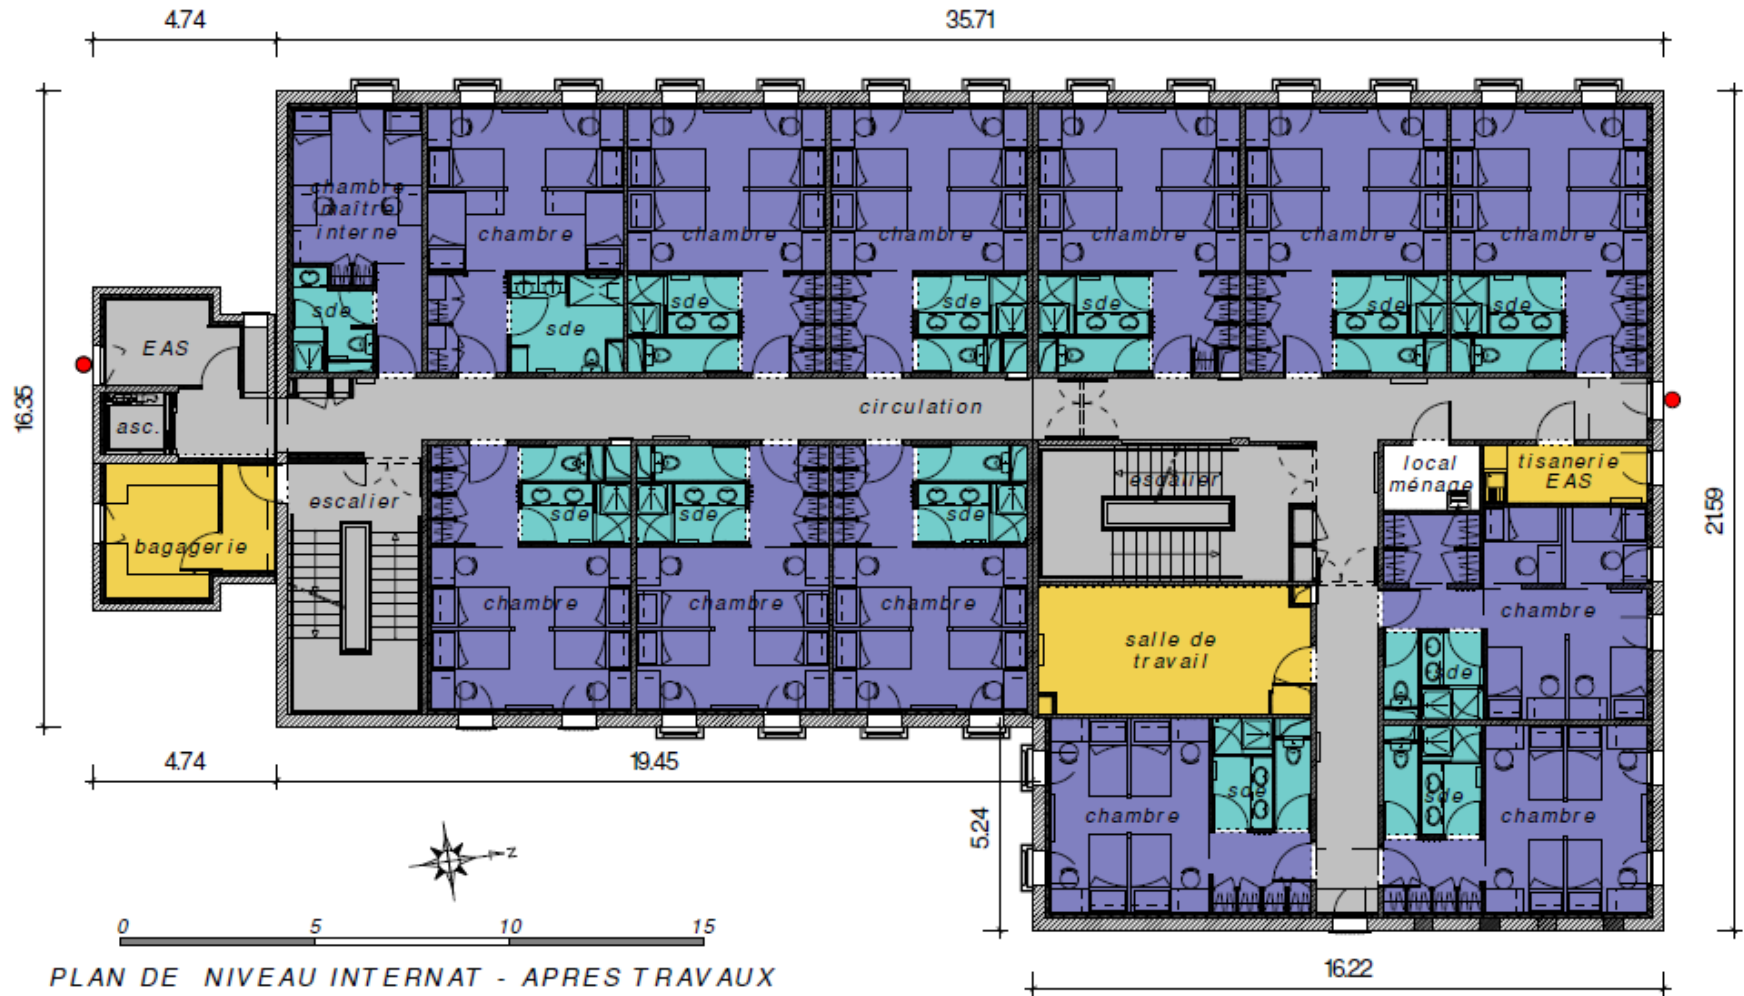 4.74
35.71
chambre
maître
interne
chambre
chambre
chambre
chambre
chambre
chambre
sde
sde
sde
sde
sde
sde
sde
EAS
asc.
circulation
16.35
21.59
escalier
bagagerie
sde
sde
sde
chambre
chambre
chambre
escalier
local
ménage
tisanerie
EAS
salle de
travail
chambre
sde
chambre
sde
sde
chambre
4.74
19.45
5.24
N
0
5
10
15
PLAN DE NIVEAU INTERNAT - APRES TRAVAUX
16.22